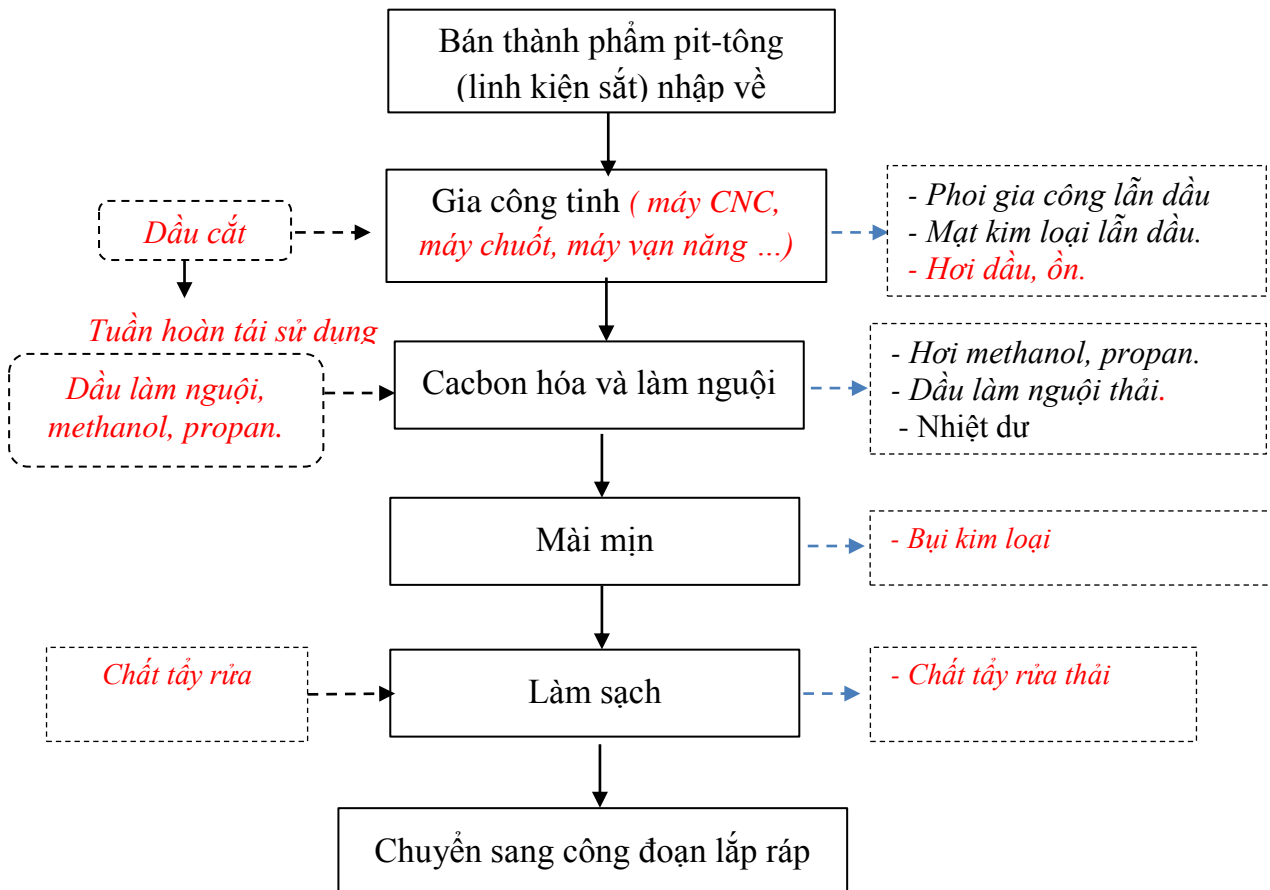 Bán thành phẩm pit-tông
(linh kiện sắt) nhập về
Dầu cắt
Gia công tinh ( máy CNC,
máy chuốt, máy vạn năng ...)
- Phoi gia công lẫn dầu
- Mạt kim loại lẫn dầu.
- Hơi dầu, ồn.
Tuần hoàn tái sử dụng
Dầu làm nguội,
methanol, propan.
Cacbon hóa và làm nguội
- Hơi methanol, propan.
- Dầu làm nguội thải.
- Nhiệt dư
Mài mịn
- Bụi kim loại
Chất tẩy rửa
Làm sạch
- Chất tẩy rửa thải
Chuyển sang công đoạn lắp ráp